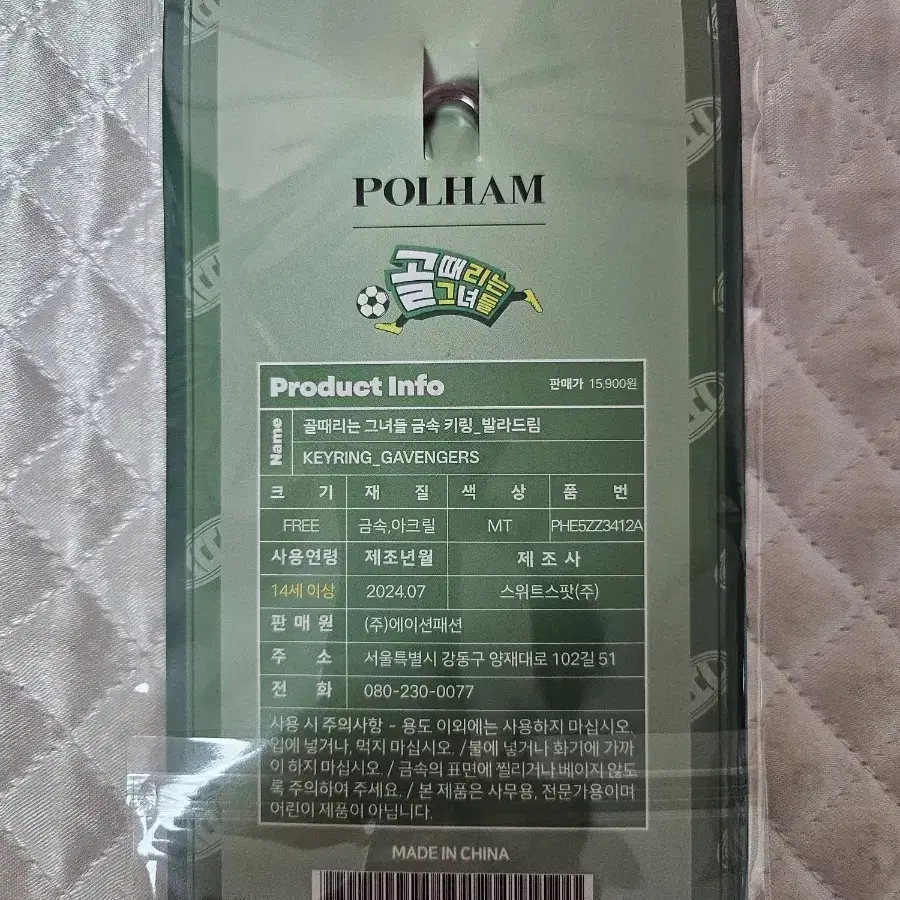 POLHAM
골때리는
그녀들
Product Info 판매가 15,900원
Name 골때리는 그녀들 금속 키링_발라드림
KEYRING_GAVENGERS
크 기 재 질 색 상 품 번
FREE 금속,아크릴 MT PHE5ZZ3412A
사용연령 제조년월 제 조 사
14세 이상 2024.07 스위트스팟(주)
판 매 원 (주)에이션패션
주 소 서울특별시 강동구 양재대로 102길 51
전 화 080-230-0077
사용 시 주의사항 - 용도 이외에는 사용하지 마십시오.
입에 넣거나, 먹지 마십시오. / 불에 넣거나 화기에 가까
이 하지 마십시오. / 금속의 표면에 찔리거나 베이지 않도
록 주의하여 주세요. / 본 제품은 사무용, 전문가용이며
어린이 제품이 아닙니다.
MADE IN CHINA